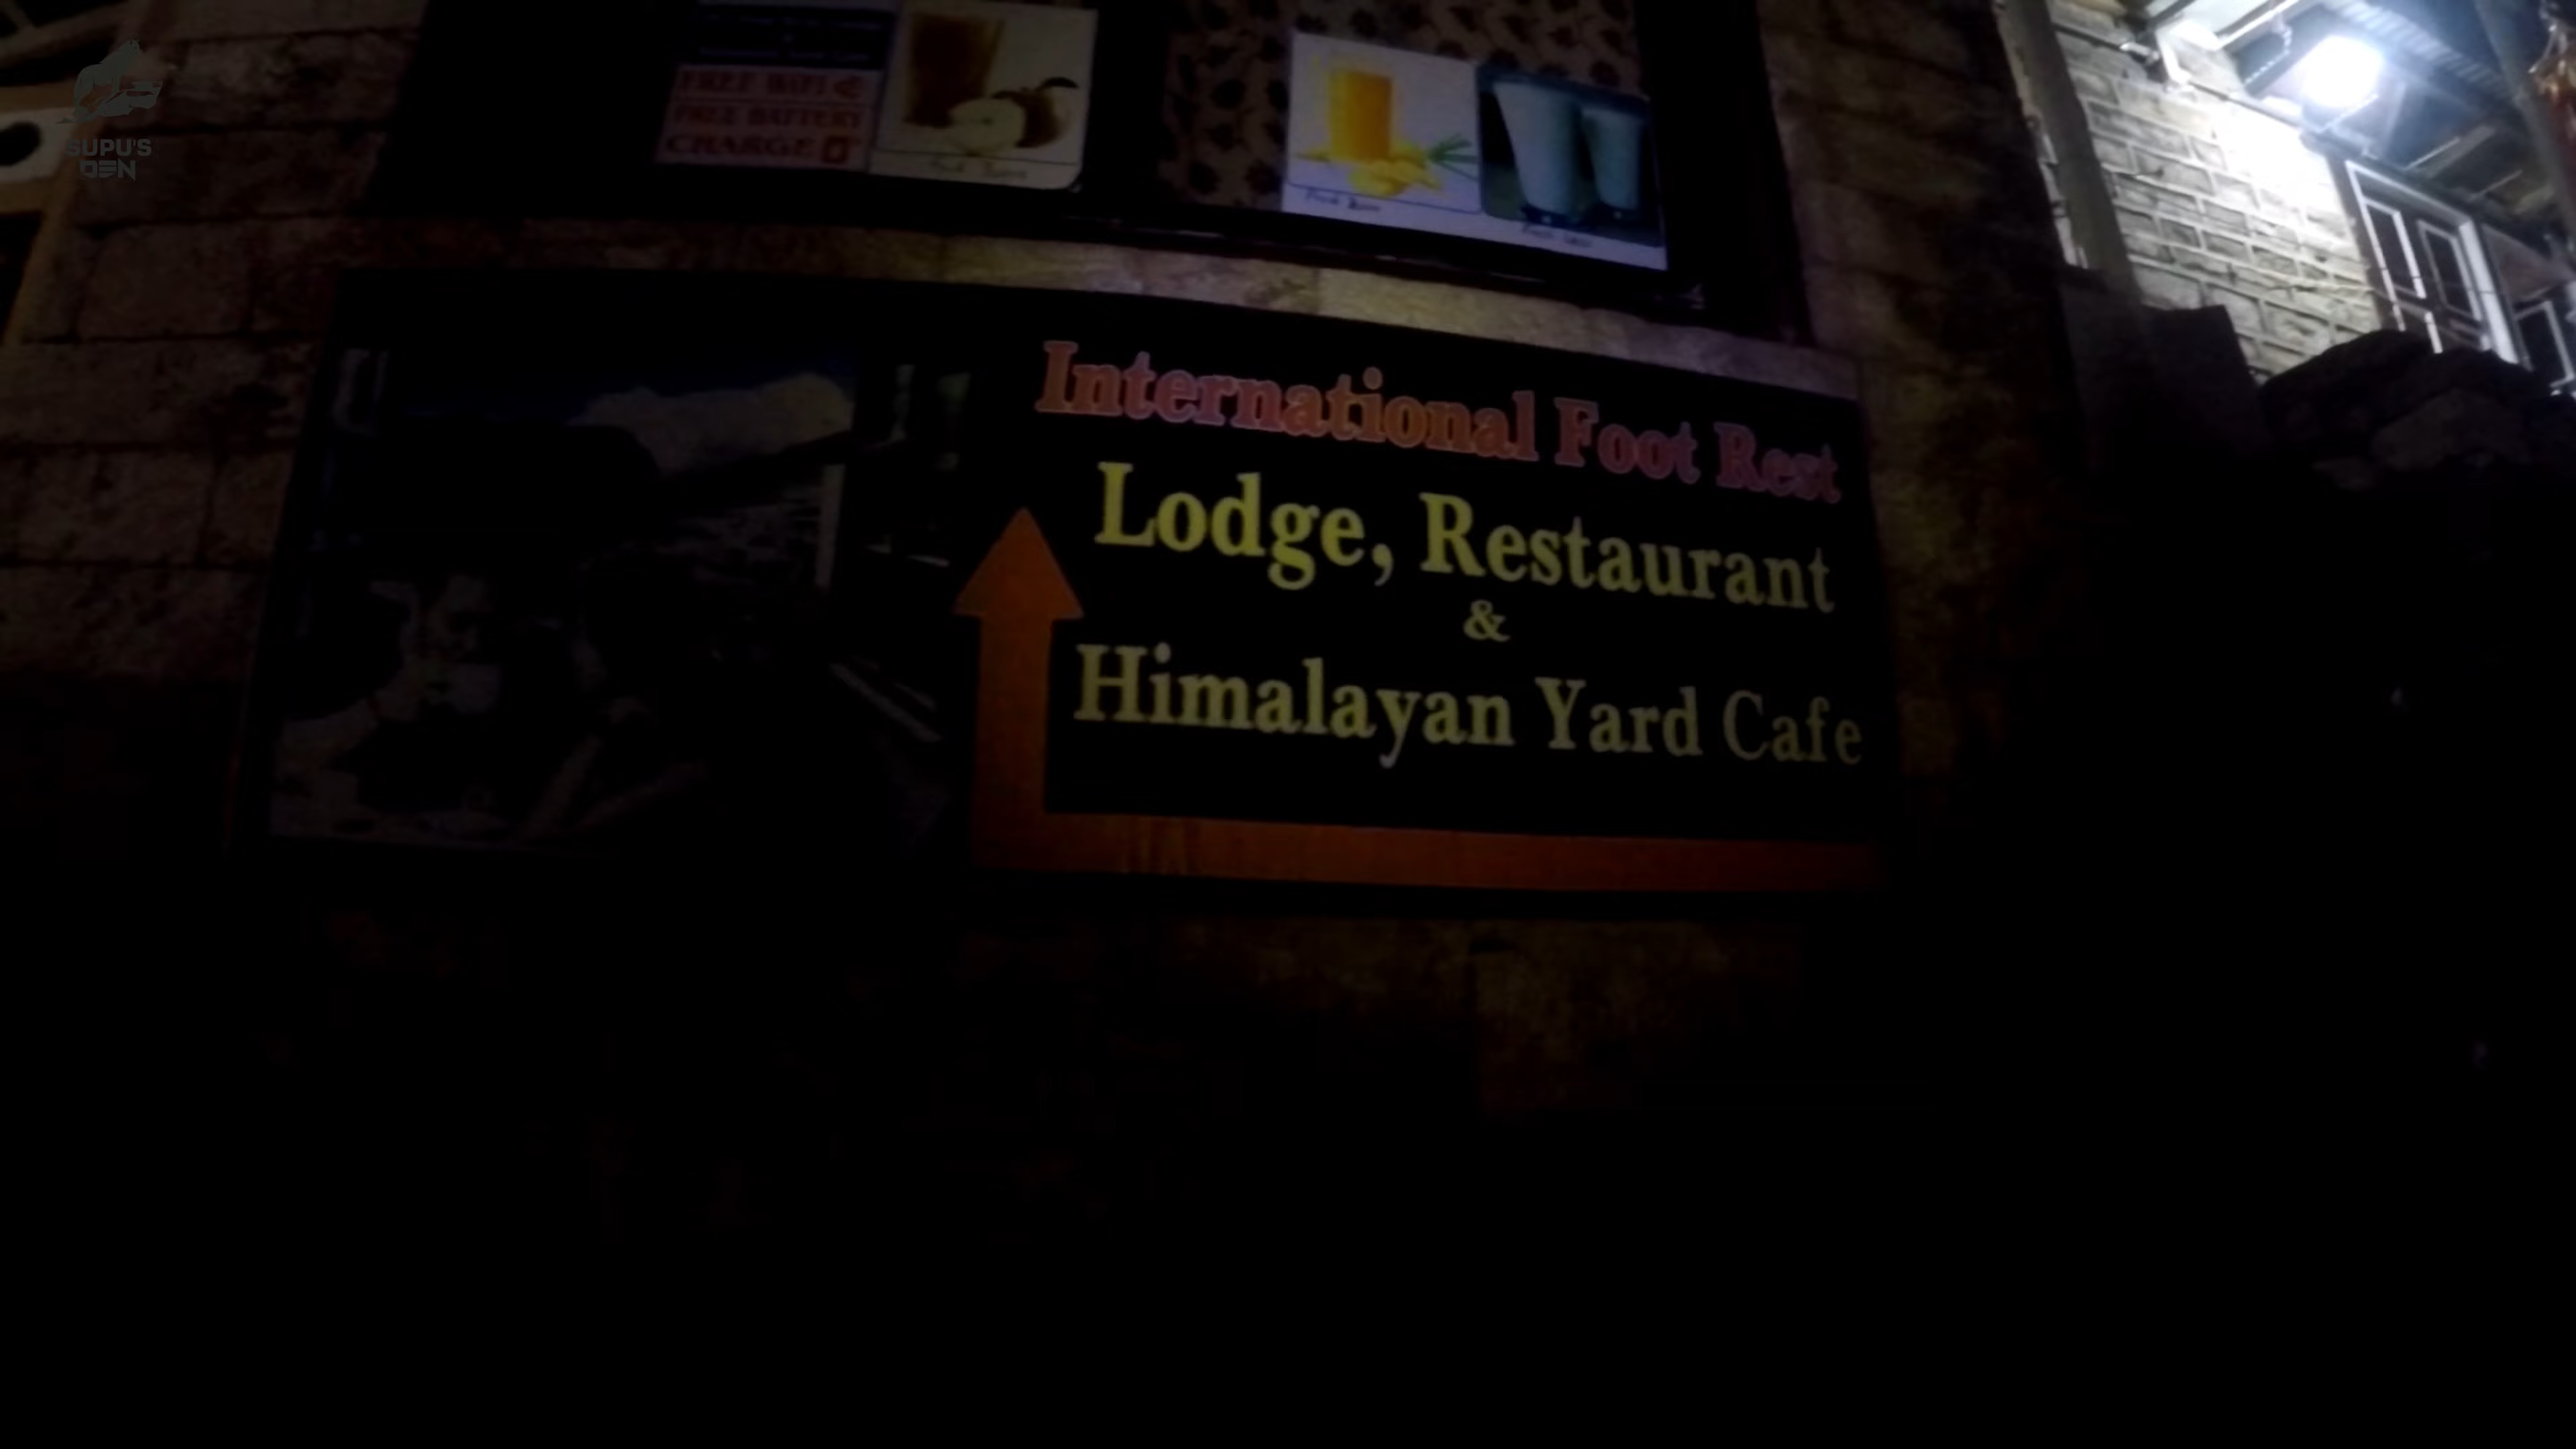 SUPU'S
DEN
FREE WIFI
FREE BATTERY
CHARGE
International Foot Rest
Lodge, Restaurant
&
Himalayan Yard Cafe